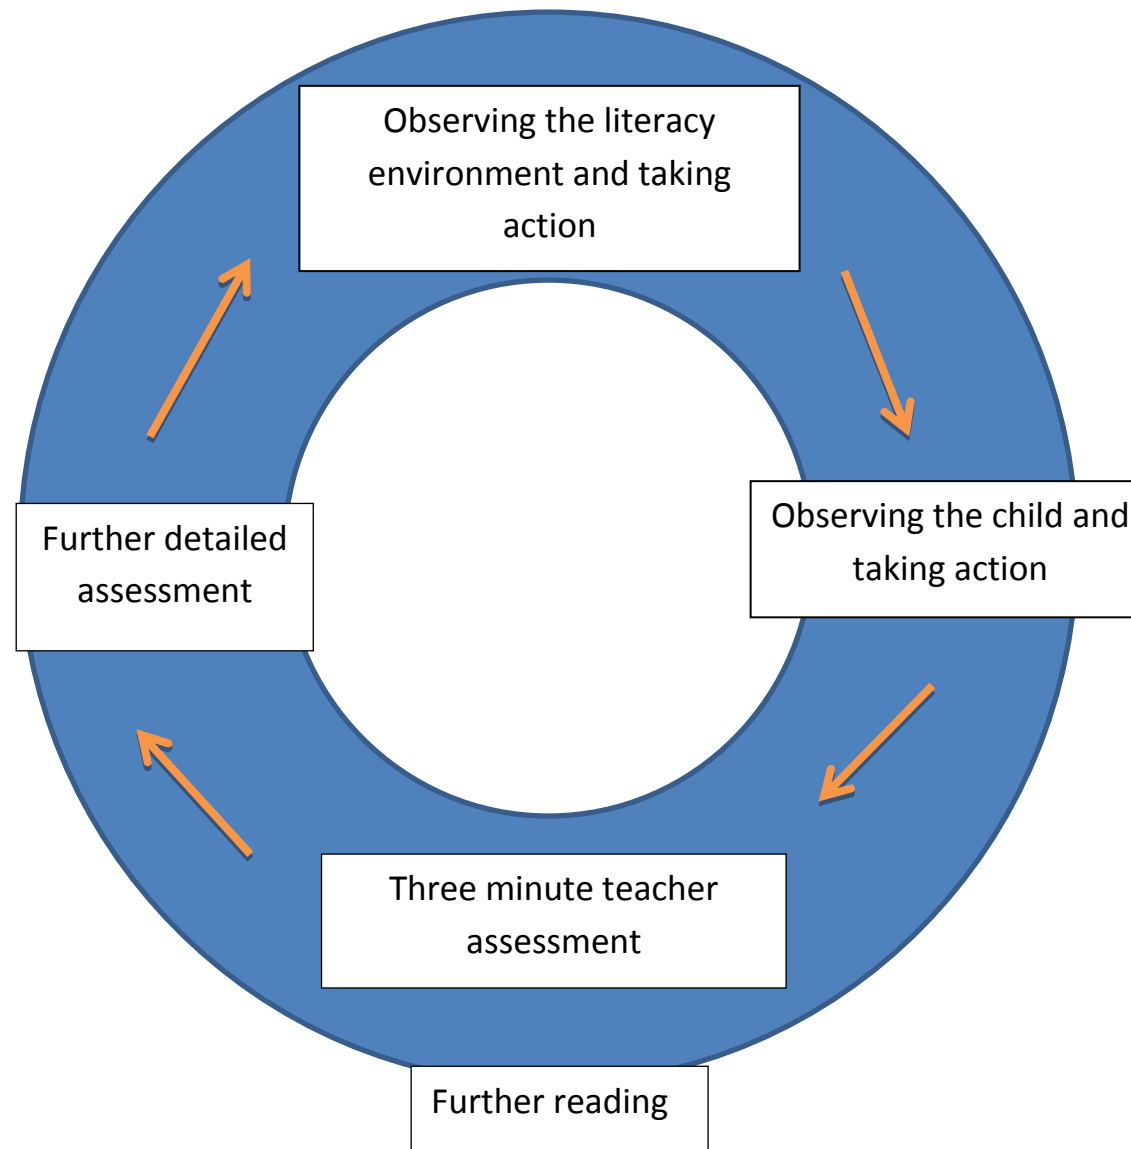 Observing the literacy
environment and taking
action
Observing the child and
taking action
Further detailed
assessment
Three minute teacher
assessment
Further reading